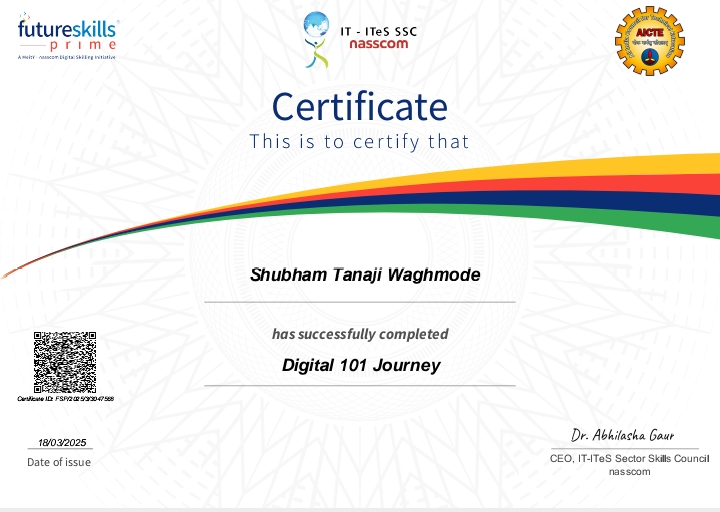 futureskills
prime
A MeitY - nasscom Digital Skilling Initiative
IT - ITeS SSC
nasscom
AICTE
Certificate
This is to certify that
Shubham Tanaji Waghmode
has successfully completed
Digital 101 Journey
Certificate ID: FSP/2025/3/3047568
18/03/2025
Date of issue
Dr. Abhilasha Gaur
CEO, IT-ITeS Sector Skills Council
nasscom